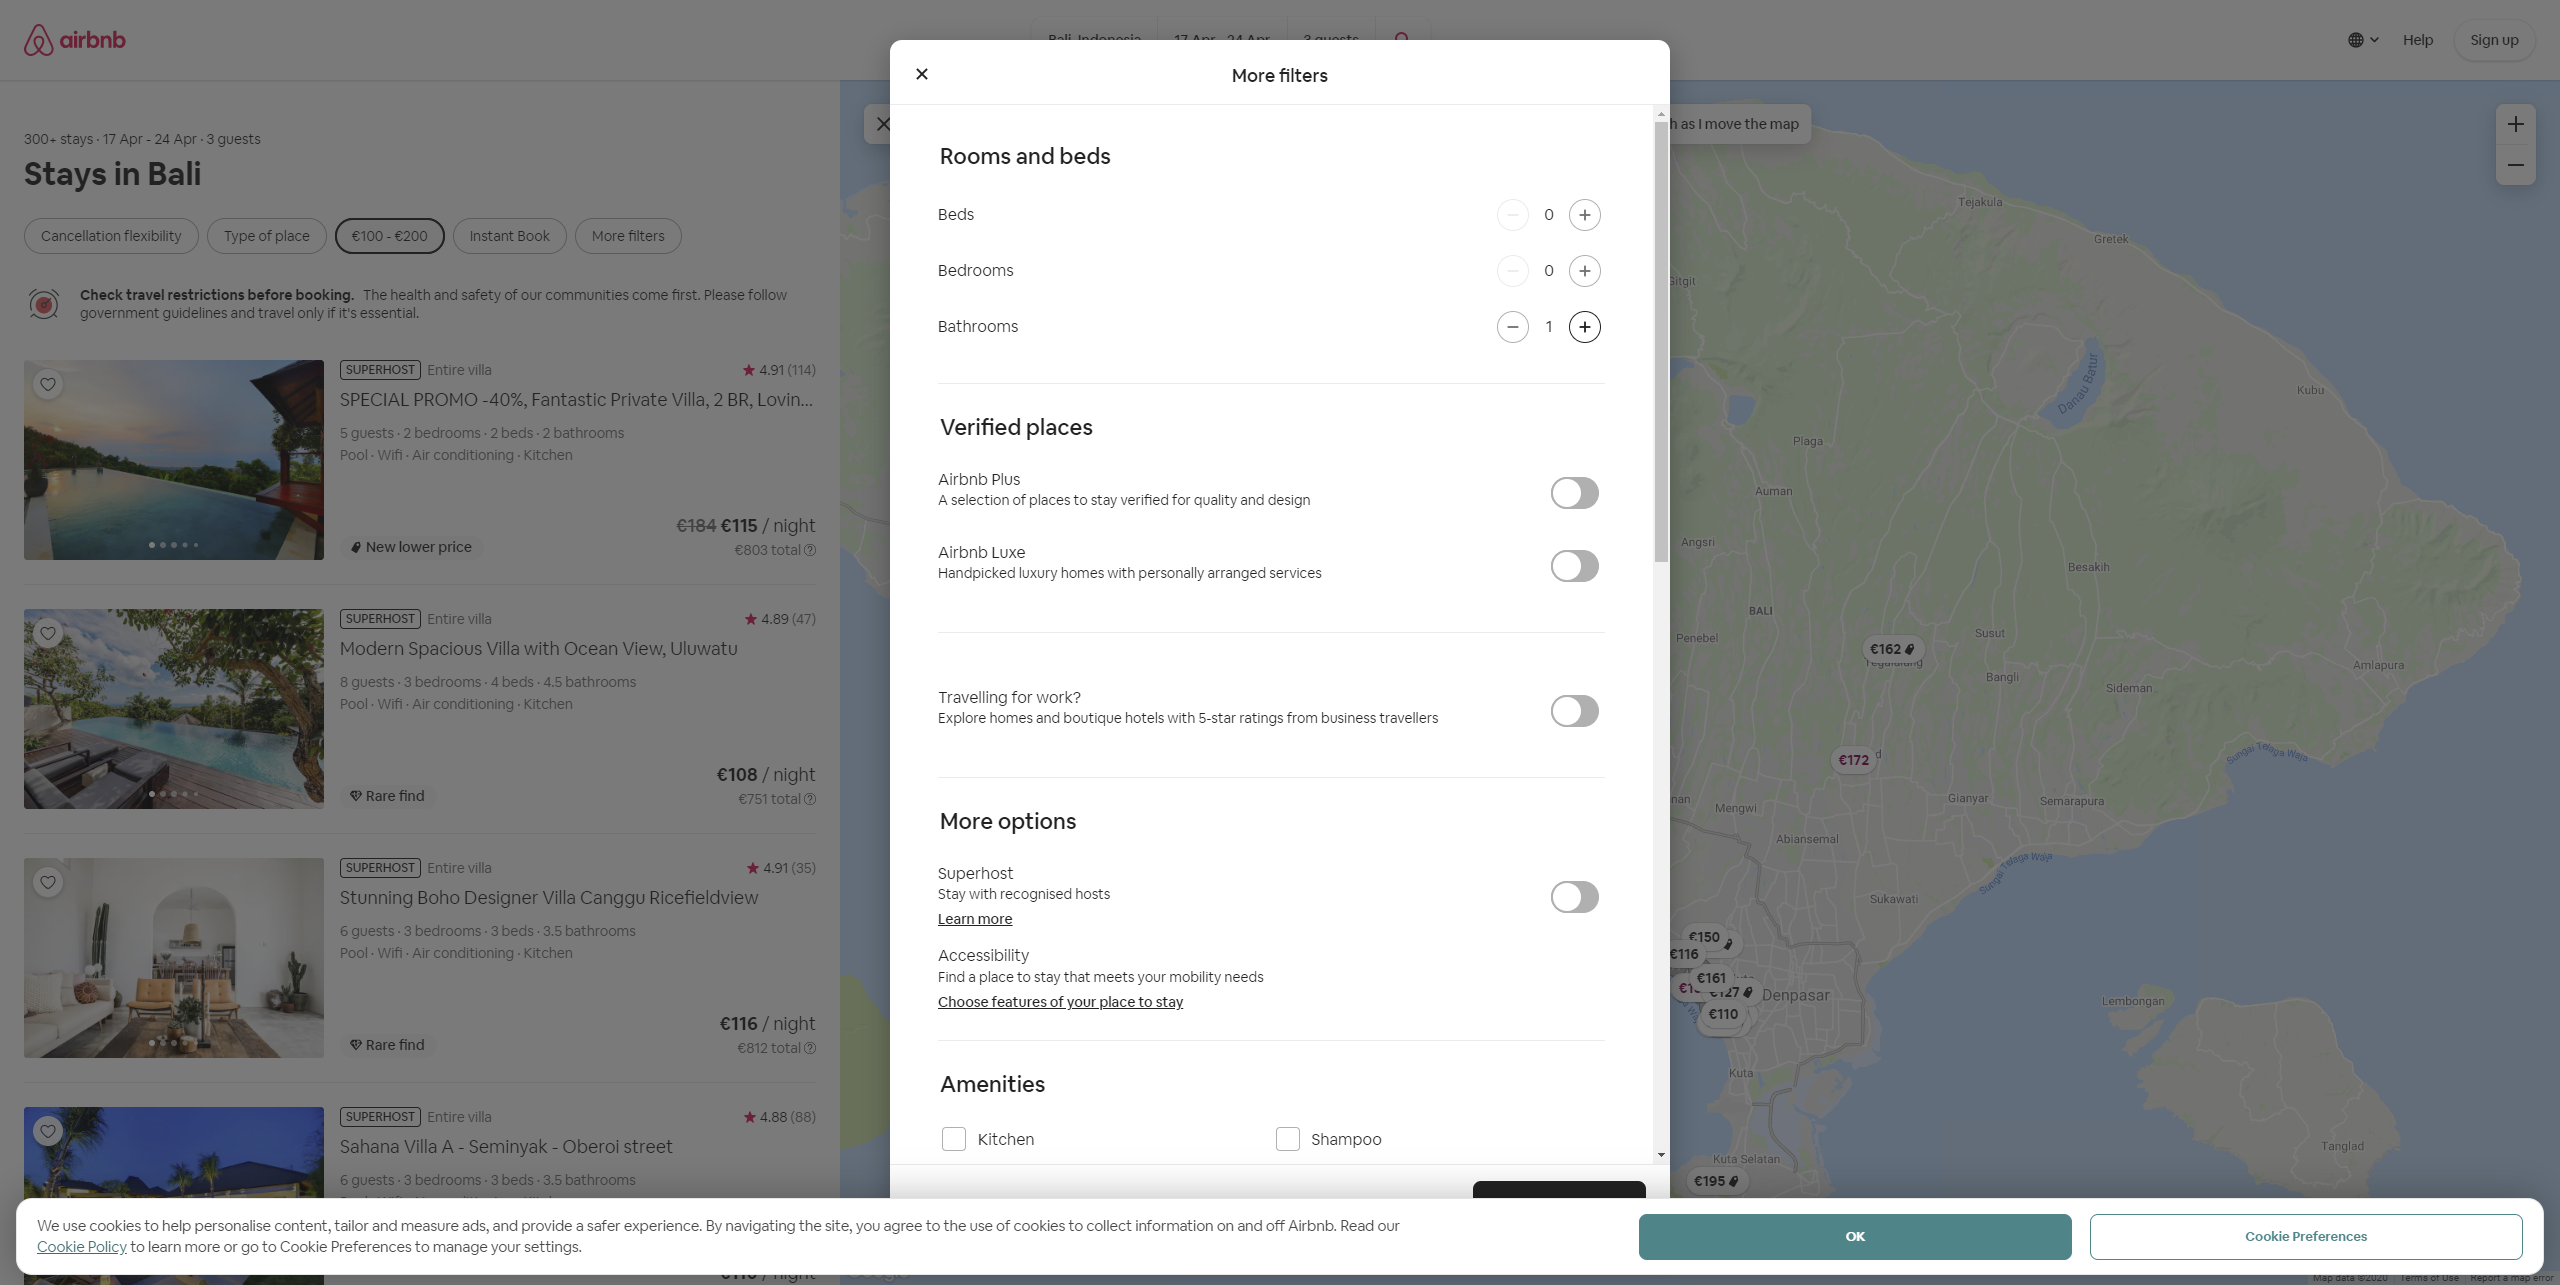 airbnb
Bali, Indonesia
17 Apr - 24 Apr
3 guests
Help
Sign up
300+ stays · 17 Apr - 24 Apr · 3 guests
Stays in Bali
Cancellation flexibility
Type of place
€100 - €200
Instant Book
More filters
Check travel restrictions before booking. The health and safety of our communities come first. Please follow
government guidelines and travel only if it's essential.
SUPERHOST Entire villa
4.91 (114)
SPECIAL PROMO -40%, Fantastic Private Villa, 2 BR, Lovin...
5 guests · 2 bedrooms · 2 beds · 2 bathrooms
Pool · Wifi · Air conditioning · Kitchen
€184 €115 / night
New lower price
€803 total
SUPERHOST Entire villa
4.89 (47)
Modern Spacious Villa with Ocean View, Uluwatu
8 guests · 3 bedrooms · 4 beds · 4.5 bathrooms
Pool · Wifi · Air conditioning · Kitchen
€108 / night
Rare find
€751 total
SUPERHOST Entire villa
4.91 (35)
Stunning Boho Designer Villa Canggu Ricefieldview
6 guests · 3 bedrooms · 3 beds · 3.5 bathrooms
Pool · Wifi · Air conditioning · Kitchen
€116 / night
Rare find
€812 total
SUPERHOST Entire villa
4.88 (88)
Sahana Villa A - Seminyak - Oberoi street
6 guests · 3 bedrooms · 3 beds · 3.5 bathrooms
More filters
Rooms and beds
Beds
0
Bedrooms
0
Bathrooms
1
Verified places
Airbnb Plus
A selection of places to stay verified for quality and design
Airbnb Luxe
Handpicked luxury homes with personally arranged services
Travelling for work?
Explore homes and boutique hotels with 5-star ratings from business travellers
More options
Superhost
Stay with recognised hosts
Learn more
Accessibility
Find a place to stay that meets your mobility needs
Choose features of your place to stay
Amenities
Kitchen
Shampoo
as I move the map
Tejakula
Gretek
Gitgit
Danau Batur
Kubu
Plaga
Auman
Angsri
Besakih
BALI
Penebel
Susut
€162
Amlapura
Bangli
Sideman
€172
Sungai Telaga Waja
Gianyar
Semarapura
Mengwi
Abiansemal
Sungai Telaga Waja
Sukawati
€150
€116
€161
€127
Denpasar
€110
Lembongan
Kuta
Tanglad
Kuta Selatan
€195
We use cookies to help personalise content, tailor and measure ads, and provide a safer experience. By navigating the site, you agree to the use of cookies to collect information on and off Airbnb. Read our
Cookie Policy to learn more or go to Cookie Preferences to manage your settings.
OK
Cookie Preferences
Map data ©2020
Terms of Use
Report a map error